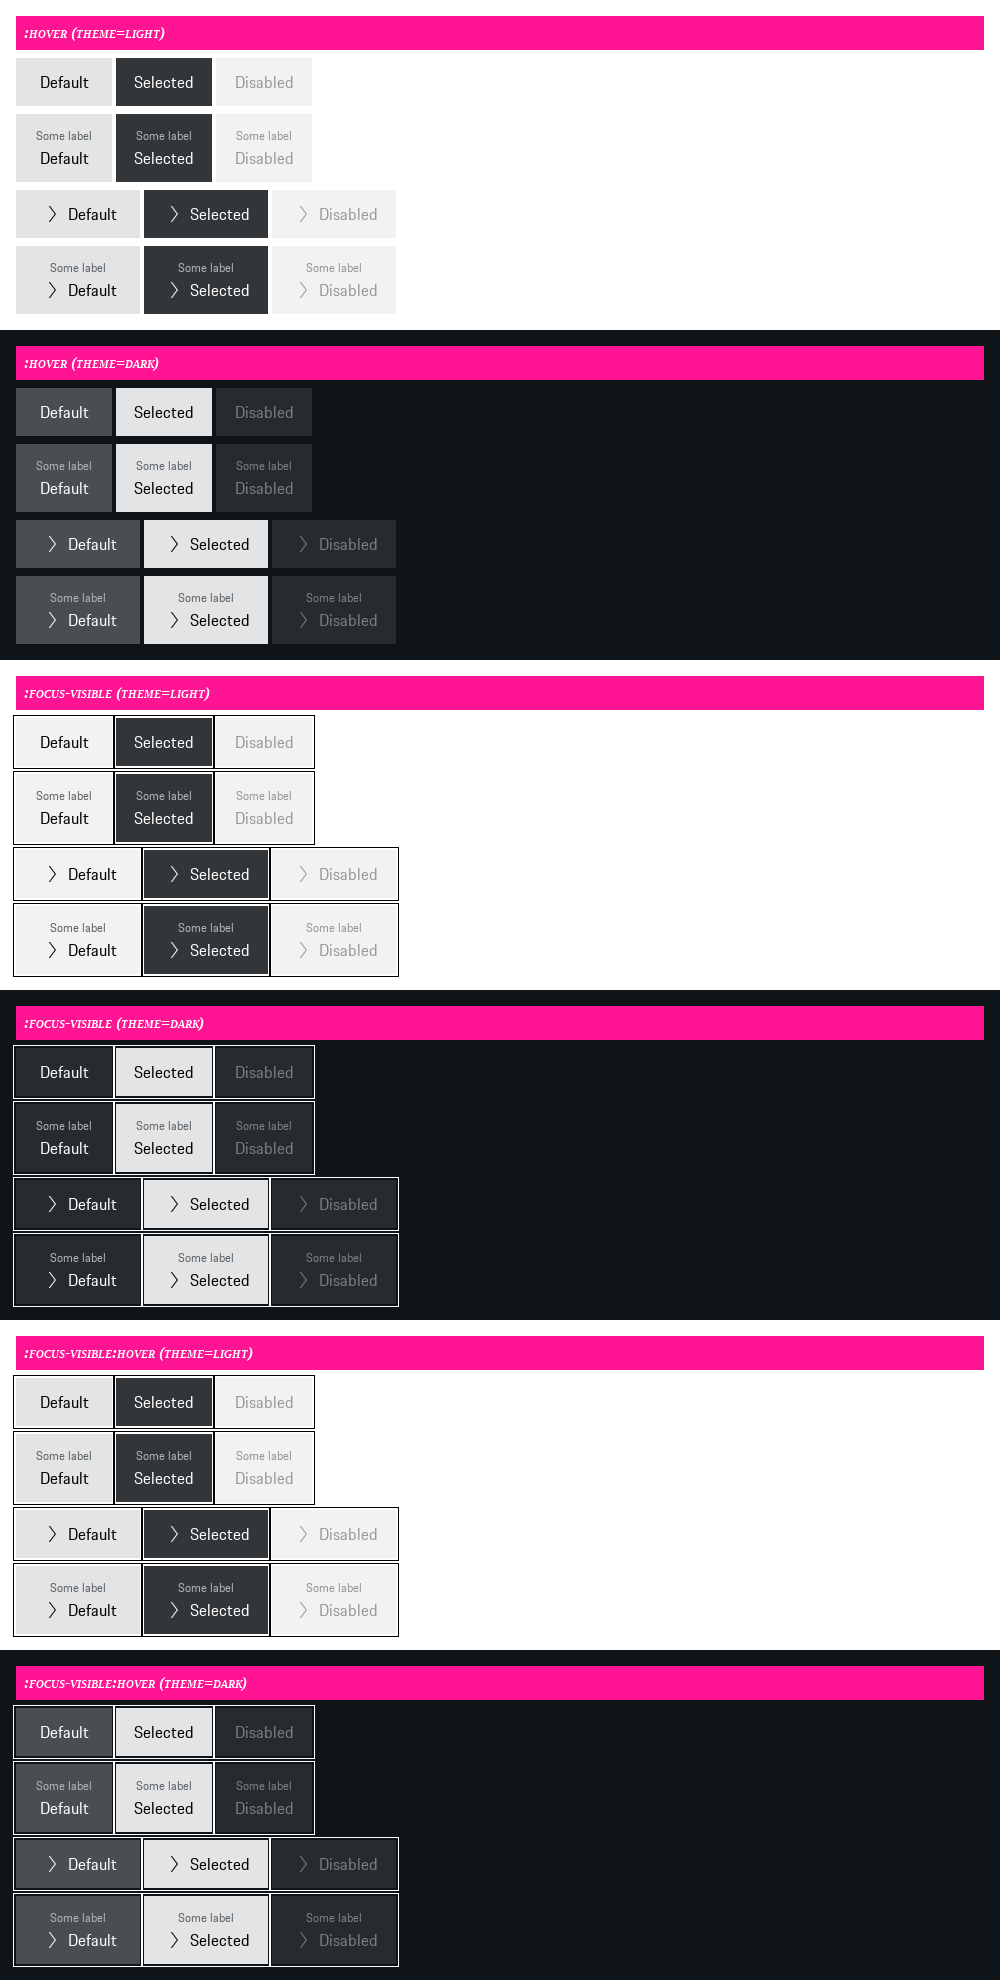 :hover (theme=light)
Default Selected Disabled
Some label Some label Some label
Default Selected Disabled
Default Selected Disabled
Some label Some label Some label
Default Selected Disabled
:hover (theme=dark)
Default Selected Disabled
Some label Some label Some label
Default Selected Disabled
Default Selected Disabled
Some label Some label Some label
Default Selected Disabled
:focus-visible (theme=light)
Default Selected Disabled
Some label Some label Some label
Default Selected Disabled
Default Selected Disabled
Some label Some label Some label
Default Selected Disabled
:focus-visible (theme=dark)
Default Selected Disabled
Some label Some label Some label
Default Selected Disabled
Default Selected Disabled
Some label Some label Some label
Default Selected Disabled
:focus-visible:hover (theme=light)
Default Selected Disabled
Some label Some label Some label
Default Selected Disabled
Default Selected Disabled
Some label Some label Some label
Default Selected Disabled
:focus-visible:hover (theme=dark)
Default Selected Disabled
Some label Some label Some label
Default Selected Disabled
Default Selected Disabled
Some label Some label Some label
Default Selected Disabled